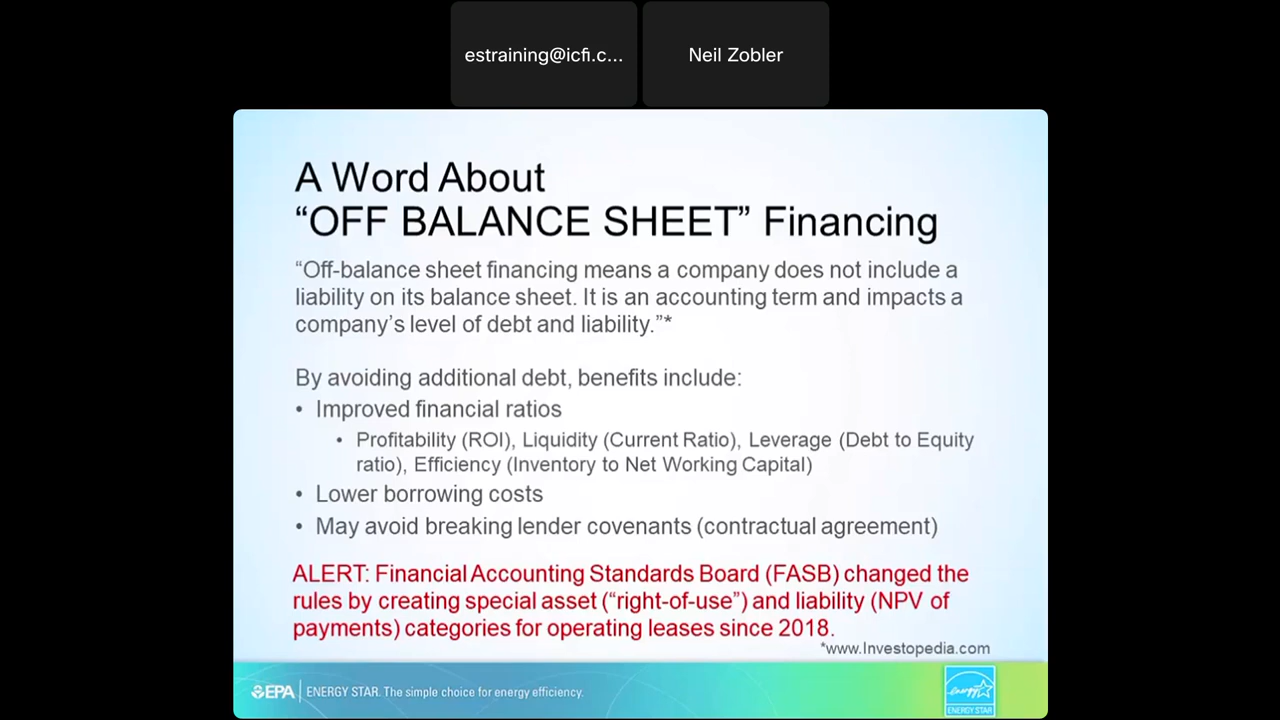 estraining@icfi.c...
Neil Zobler
A Word About
“OFF BALANCE SHEET” Financing
“Off-balance sheet financing means a company does not include a
liability on its balance sheet. It is an accounting term and impacts a
company’s level of debt and liability.”*
By avoiding additional debt, benefits include:
• Improved financial ratios
• Profitability (ROI), Liquidity (Current Ratio), Leverage (Debt to Equity
ratio), Efficiency (Inventory to Net Working Capital)
• Lower borrowing costs
• May avoid breaking lender covenants (contractual agreement)
ALERT: Financial Accounting Standards Board (FASB) changed the
rules by creating special asset (“right-of-use”) and liability (NPV of
payments) categories for operating leases since 2018.
*www.Investopedia.com
EPA
ENERGY STAR. The simple choice for energy efficiency.
energy
ENERGY STAR